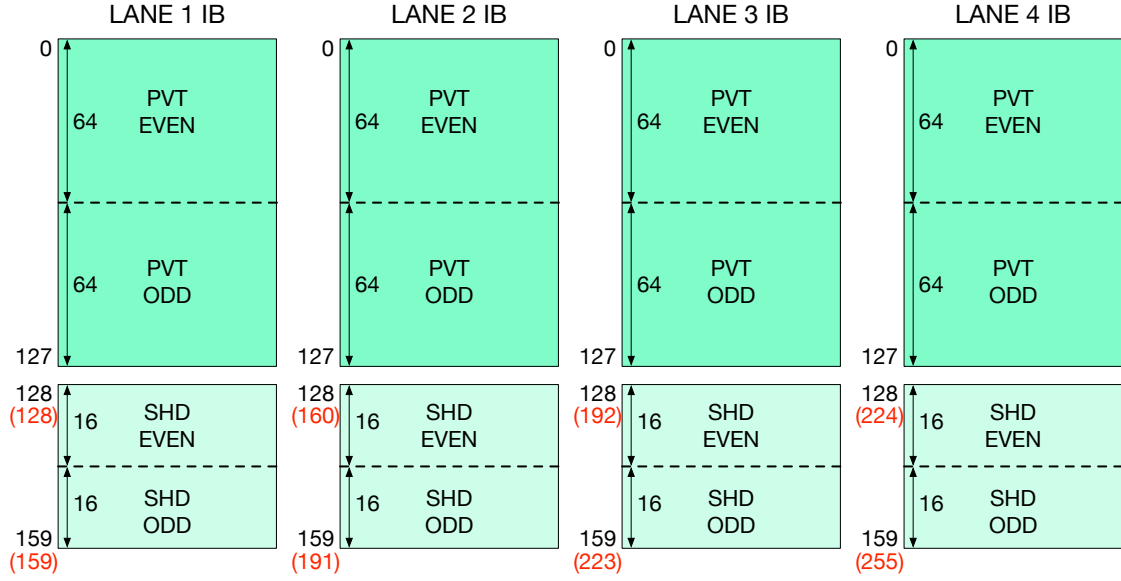 LANE 1 IB
LANE 2 IB
LANE 3 IB
LANE 4 IB
0
64
PVT
EVEN
64
PVT
ODD
127
128
(128)
16
SHD
EVEN
16
SHD
ODD
159
(159)
0
64
PVT
EVEN
64
PVT
ODD
127
128
(160)
16
SHD
EVEN
16
SHD
ODD
159
(191)
0
64
PVT
EVEN
64
PVT
ODD
127
128
(192)
16
SHD
EVEN
16
SHD
ODD
159
(223)
0
64
PVT
EVEN
64
PVT
ODD
127
128
(224)
16
SHD
EVEN
16
SHD
ODD
159
(255)